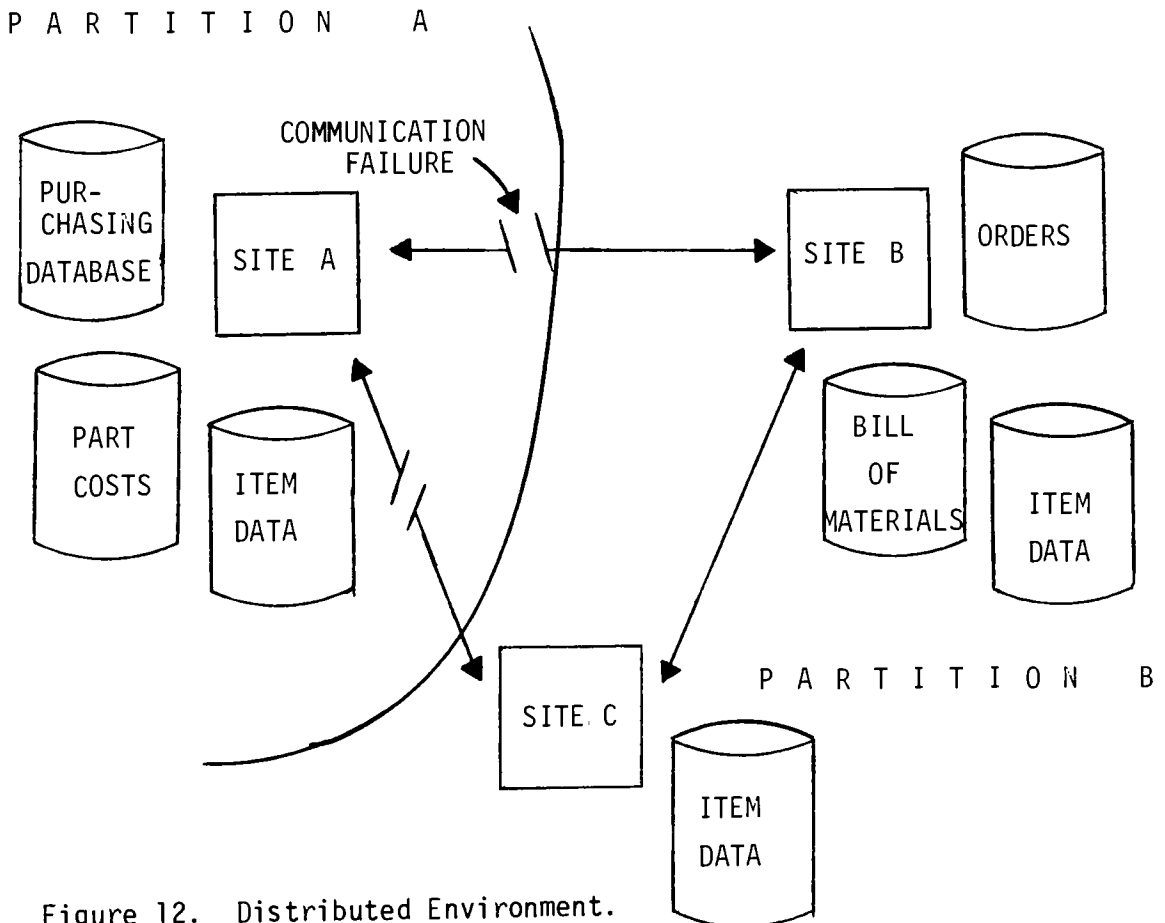 P A R T I T I O N A
COMMUNICATION
FAILURE
PUR-
CHASING
DATABASE
SITE A
PART
COSTS
ITEM
DATA
SITE B
ORDERS
BILL
OF
MATERIALS
ITEM
DATA
P A R T I T I O N B
SITE C
ITEM
DATA
Figure 12. Distributed Environment.